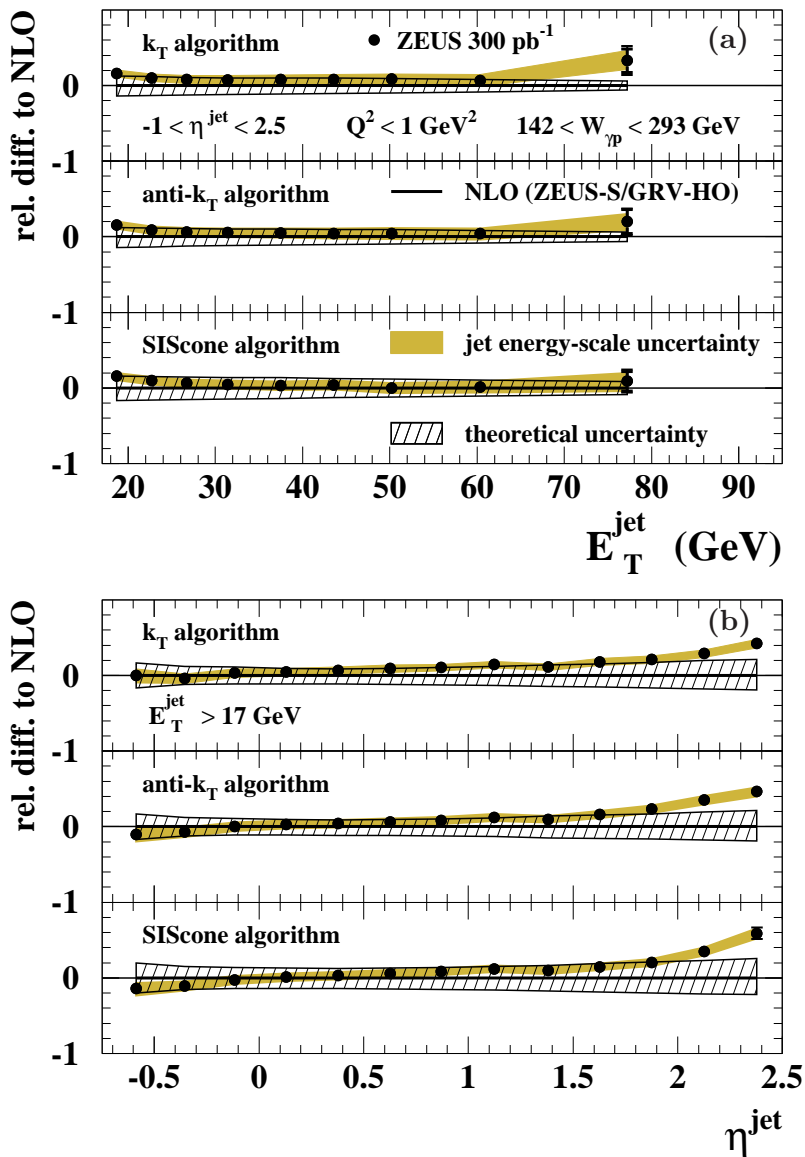 rel. diff. to NLO
k_T algorithm
ZEUS 300 pb^-1
(a)
0
-1 < η^jet < 2.5 Q^2 < 1 GeV^2 142 < W_γp < 293 GeV
-1
anti-k_T algorithm
NLO (ZEUS-S/GRV-HO)
0
-1
SIScone algorithm
jet energy-scale uncertainty
0
theoretical uncertainty
-1
20 30 40 50 60 70 80 90
E_T^jet (GeV)
rel. diff. to NLO
k_T algorithm
(b)
0
E_T^jet > 17 GeV
-1
anti-k_T algorithm
0
-1
SIScone algorithm
0
-1
-0.5 0 0.5 1 1.5 2 2.5
η^jet